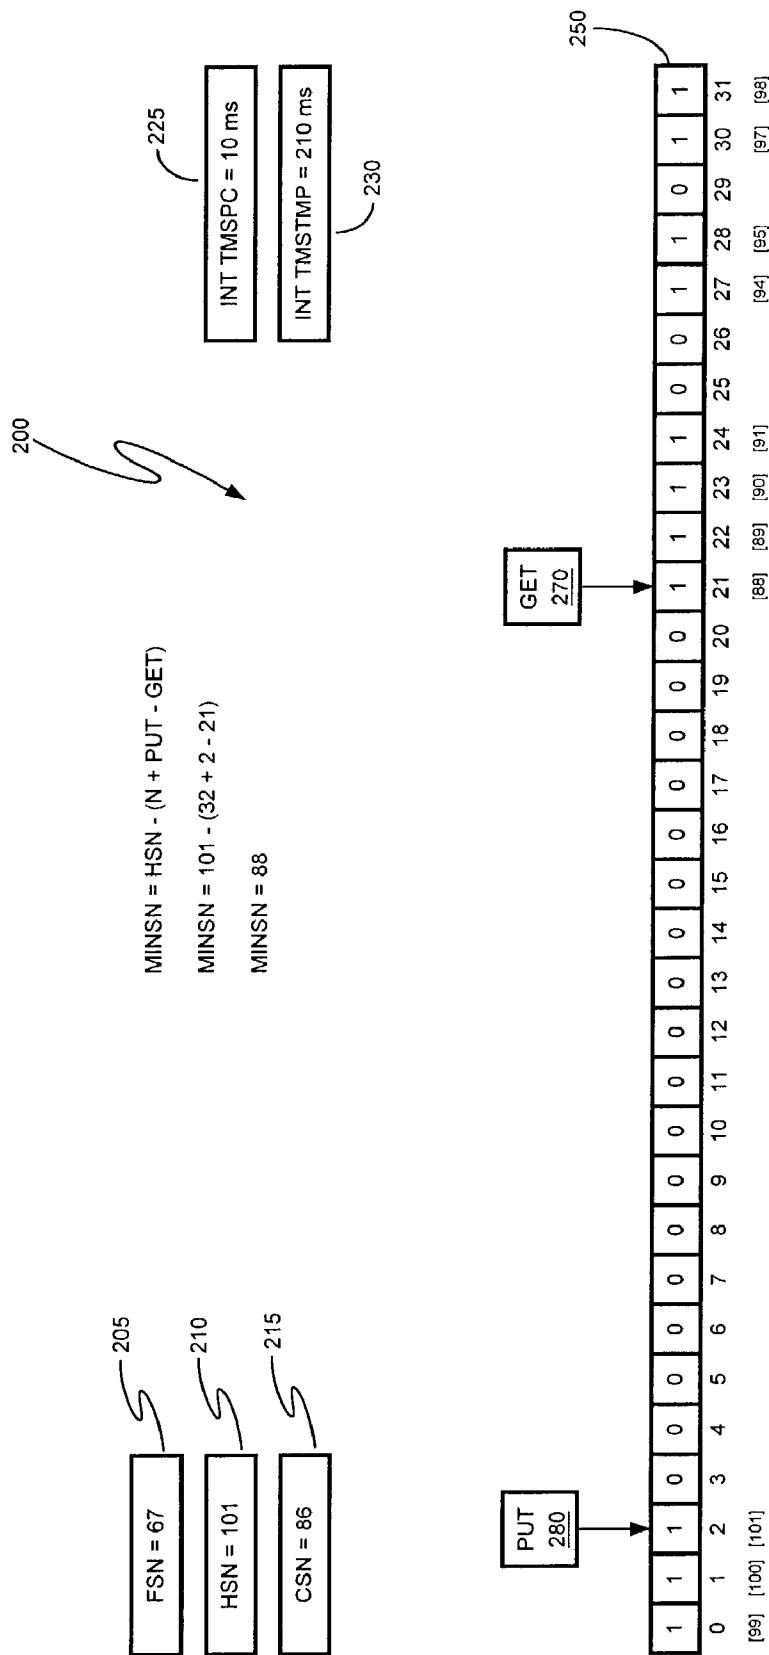 200
FSN = 67
205
HSN = 101
210
CSN = 86
215
MINSN = HSN - (N + PUT - GET)
MINSN = 101 - (32 + 2 - 21)
MINSN = 88
INT TMSPC = 10 ms
225
INT TMSTMP = 210 ms
230
PUT
280
GET
270
250
1 1 1 0 0 0 0 0 0 0 0 0 0 0 0 0 0 0 0 0 0 1 1 1 1 0 0 1 1 0 1 1
0 1 2 3 4 5 6 7 8 9 10 11 12 13 14 15 16 17 18 19 20 21 22 23 24 25 26 27 28 29 30 31
[99] [100] [101] [88] [89] [90] [91] [94] [95] [97] [98]